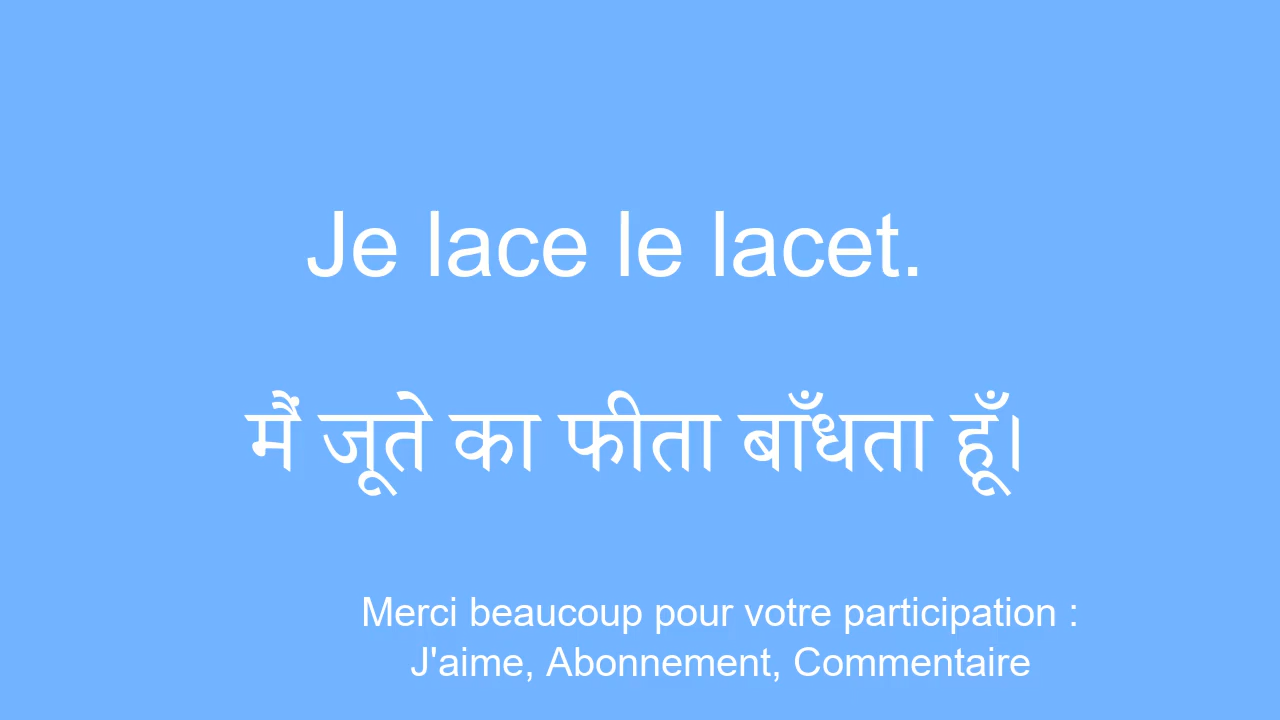 Je lace le lacet.
मैं जूते का फीता बाँधता हूँ।
Merci beaucoup pour votre participation :
J'aime, Abonnement, Commentaire